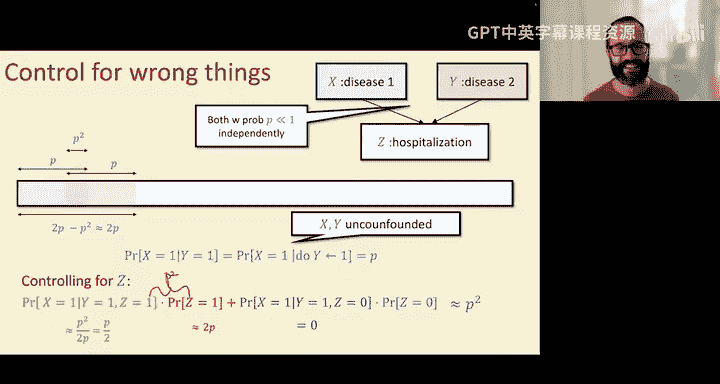 GPT中英字幕课程资源
Control for wrong things
X :disease 1
Y :disease 2
Both w prob p ≪ 1
independently
Z :hospitalization
p²
p
p
2p − p² ≈ 2p
X, Y uncounfounded
Pr[X = 1|Y = 1] = Pr[X = 1 |do Y ← 1] = p
Controlling for Z:
p²
Pr[ X = 1|Y = 1, Z = 1] · Pr[Z = 1] + Pr[X = 1|Y = 1, Z = 0] · Pr[Z = 0] ≈ p²
≈ p²/2p = p/2
≈ 2p
= 0